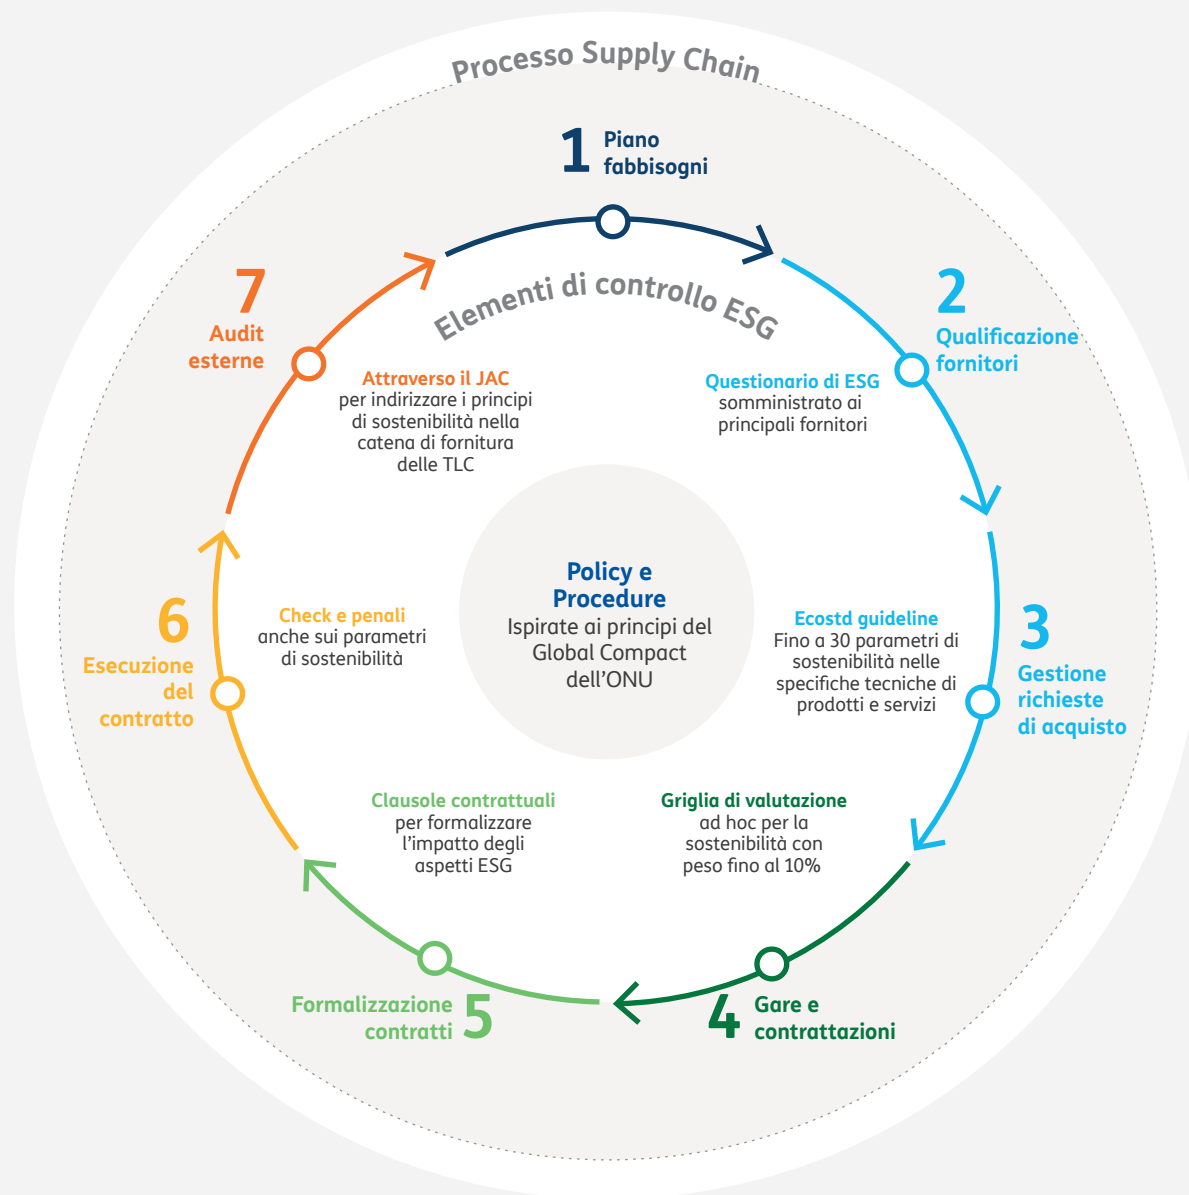 Processo Supply Chain
1
Piano
fabbisogni
Elementi di controllo ESG
2
Qualificazione
fornitori
Questionario di ESG
somministrato ai
principali fornitori
3
Gestione
richieste
di acquisto
Ecostd guideline
Fino a 30 parametri di
sostenibilità nelle
specifiche tecniche di
prodotti e servizi
4
Gare e
contrattazioni
Griglia di valutazione
ad hoc per la
sostenibilità con
peso fino al 10%
5
Formalizzazione
contratti
Clausole contrattuali
per formalizzare
l’impatto degli
aspetti ESG
6
Esecuzione
del
contratto
Check e penali
anche sui parametri
di sostenibilità
7
Audit
esterne
Attraverso il JAC
per indirizzare i principi
di sostenibilità nella
catena di fornitura
delle TLC
Policy e
Procedure
Ispirate ai principi del
Global Compact
dell’ONU